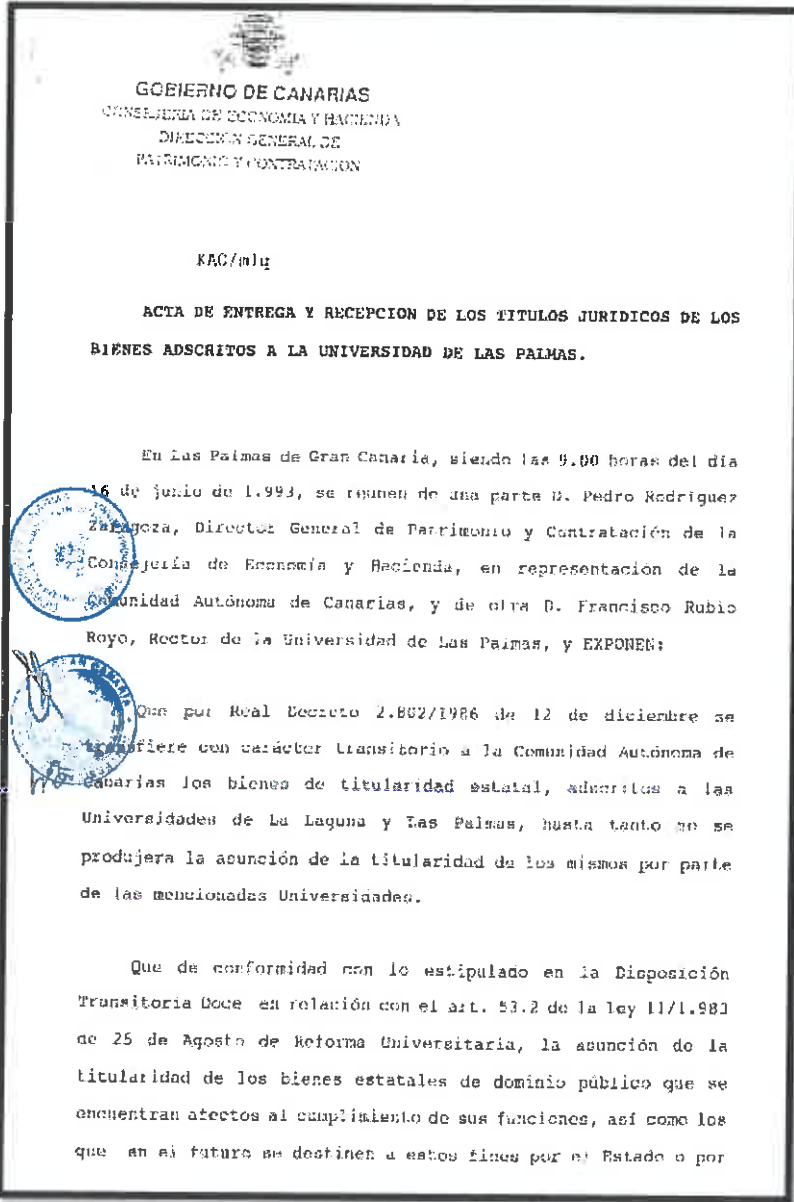 GOBIERNO DE CANARIAS
CONSEJERIA DE ECONOMIA Y HACIENDA
DIRECCION GENERAL DE
PATRIMONIO Y CONTRATACION
KAC/mlg
ACTA DE ENTREGA Y RECEPCION DE LOS TITULOS JURIDICOS DE LOS
BIENES ADSCRITOS A LA UNIVERSIDAD DE LAS PALMAS.
En Las Palmas de Gran Canaria, siendo las 9.00 horas del día
16 de junio de 1.993, se reunen de una parte D. Pedro Rodríguez
Zaragoza, Director General de Patrimonio y Contratación de la
Consejería de Economía y Hacienda, en representación de la
Comunidad Autónoma de Canarias, y de otra D. Francisco Rubio
Royo, Rector de la Universidad de Las Palmas, y EXPONEN:
Que por Real Decreto 2.802/1986 de 12 de diciembre se
transfiere con carácter transitorio a la Comunidad Autónoma de
Canarias los bienes de titularidad estatal, adscritos a las
Universidades de La Laguna y Las Palmas, hasta tanto no se
produjera la asunción de la titularidad de los mismos por parte
de las mencionadas Universidades.
Que de conformidad con lo estipulado en la Disposición
Transitoria Doce en relación con el art. 53.2 de la ley 11/1.983
de 25 de Agosto de Reforma Universitaria, la asunción de la
titularidad de los bienes estatales de dominio público que se
encuentran afectos al cumplimiento de sus funciones, así como los
que en el futuro se destinen a estos fines por el Estado o por